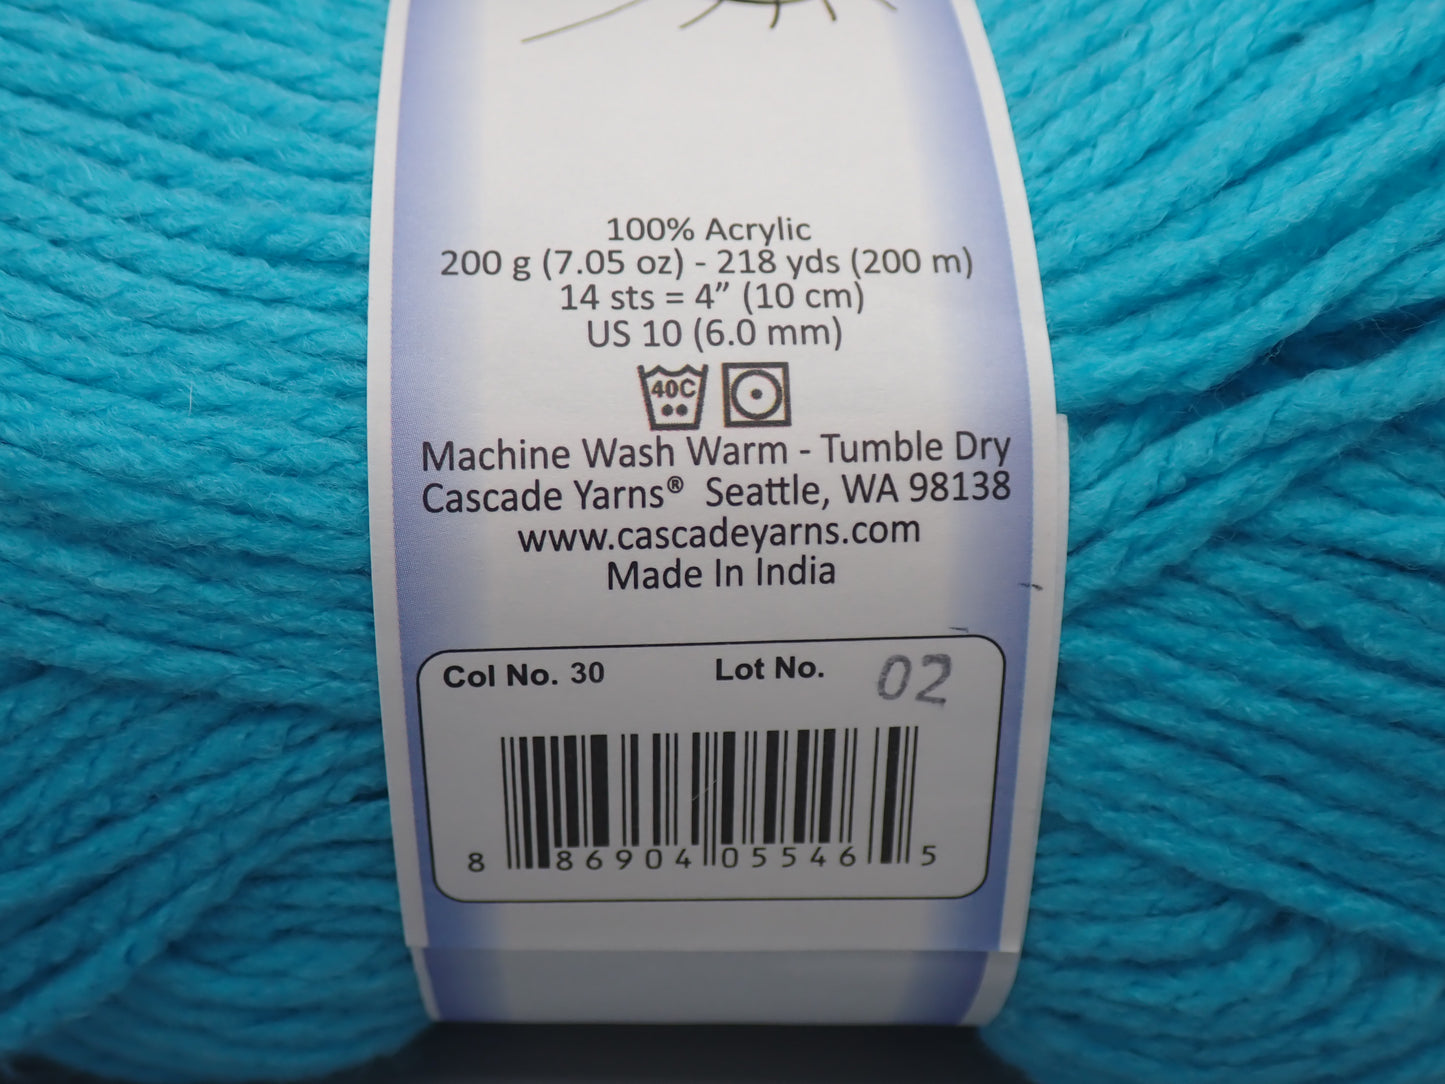 100% Acrylic
200 g (7.05 oz) - 218 yds (200 m)
14 sts = 4” (10 cm)
US 10 (6.0 mm)
40C
Machine Wash Warm - Tumble Dry
Cascade Yarns® Seattle, WA 98138
www.cascadeyarns.com
Made In India
Col No. 30 Lot No. 02
8 86904 05546 5